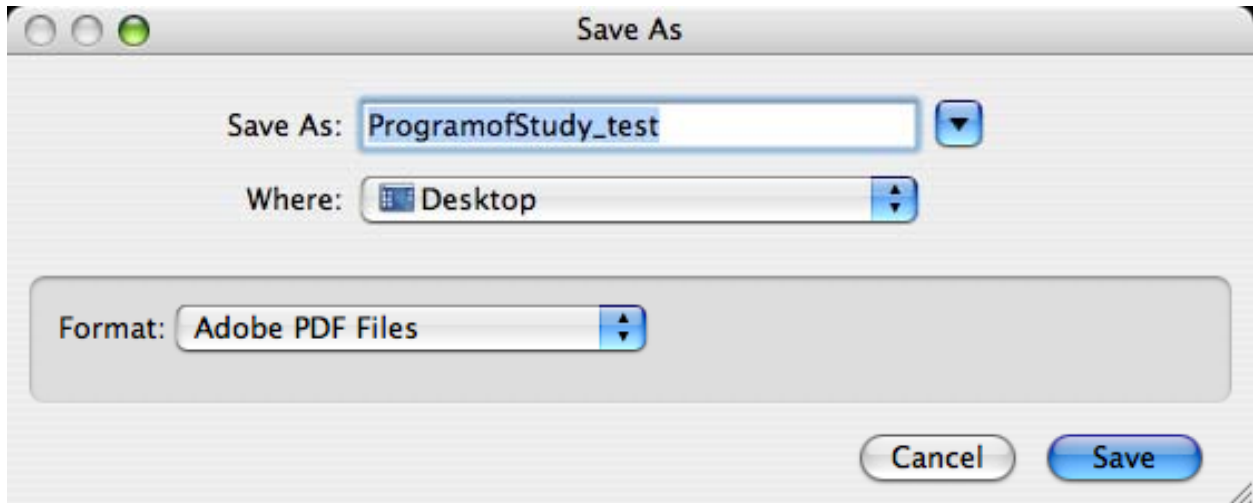 Save As
Save As: ProgramofStudy_test
Where: Desktop
Format: Adobe PDF Files
Cancel Save